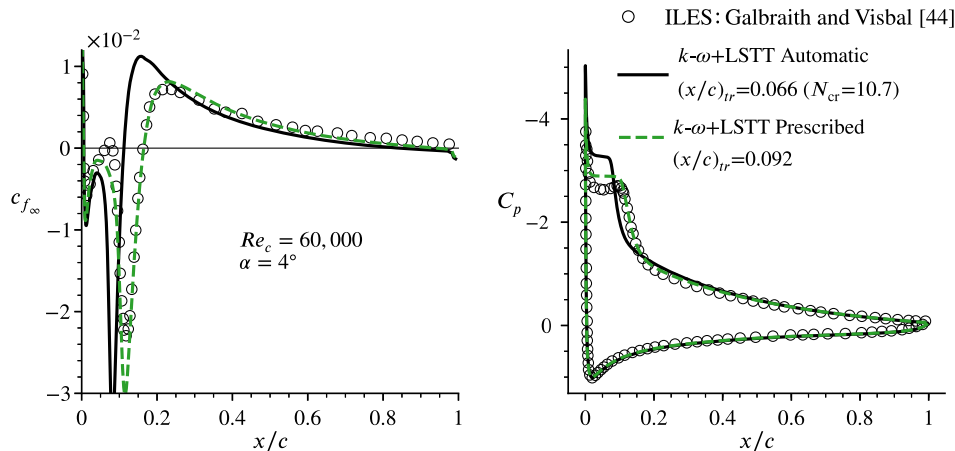 ILES: Galbraith and Visbal [44]
k-ω+LSTT Automatic
(x/c)tr=0.066 (Ncr=10.7)
k-ω+LSTT Prescribed
(x/c)tr=0.092
×10−2
1
0
−1
−2
−3
cf∞
Rec = 60,000
α = 4°
0 0.2 0.4 0.6 0.8 1
x/c
−4
−2
0
Cp
0 0.2 0.4 0.6 0.8 1
x/c